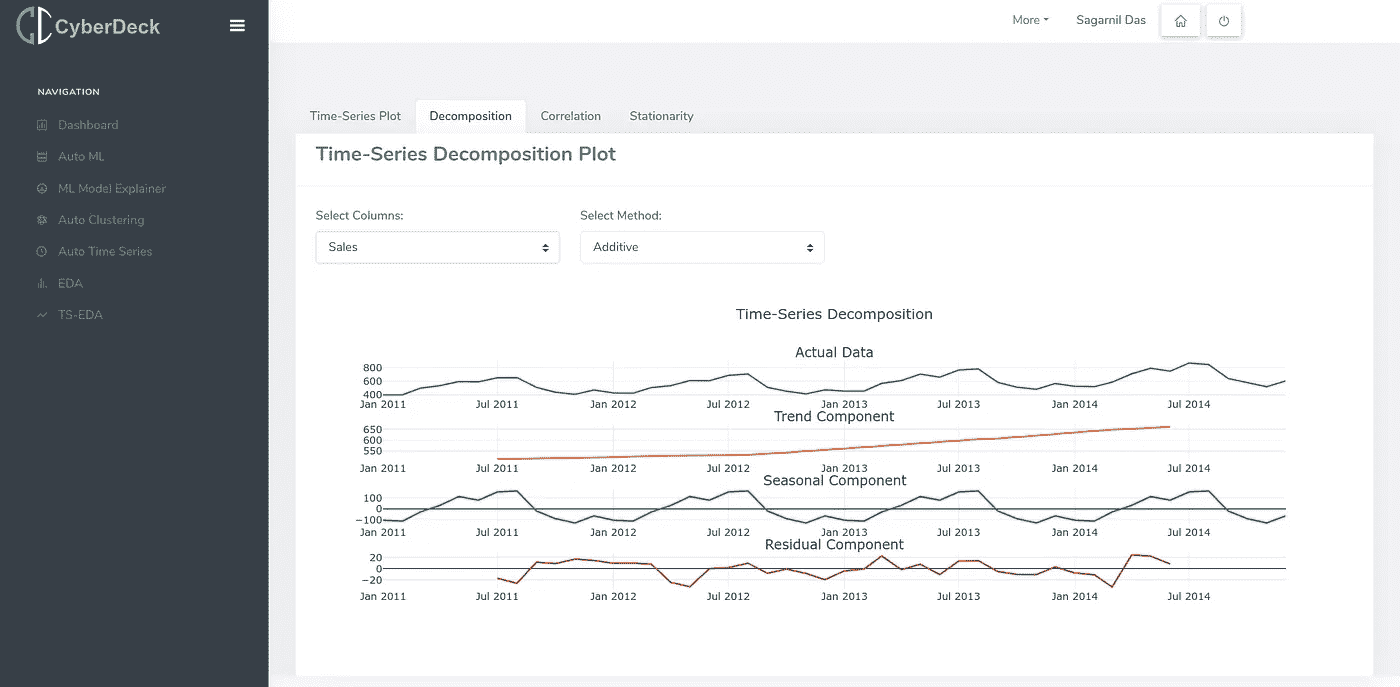 CyberDeck
More
Sagarnil Das
NAVIGATION
Dashboard
Auto ML
ML Model Explainer
Auto Clustering
Auto Time Series
EDA
TS-EDA
Time-Series Plot
Decomposition
Correlation
Stationarity
Time-Series Decomposition Plot
Select Columns:
Select Method:
Sales
Additive
Time-Series Decomposition
Actual Data
800
600
400
Jan 2011 Jul 2011 Jan 2012 Jul 2012 Jan 2013 Jul 2013 Jan 2014 Jul 2014
Trend Component
650
600
550
Jan 2011 Jul 2011 Jan 2012 Jul 2012 Jan 2013 Jul 2013 Jan 2014 Jul 2014
Seasonal Component
100
0
−100
Jan 2011 Jul 2011 Jan 2012 Jul 2012 Jan 2013 Jul 2013 Jan 2014 Jul 2014
Residual Component
20
0
−20
Jan 2011 Jul 2011 Jan 2012 Jul 2012 Jan 2013 Jul 2013 Jan 2014 Jul 2014